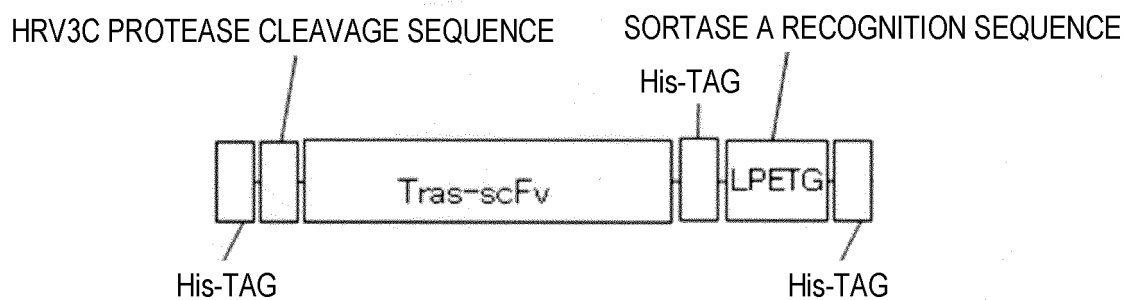 HRV3C PROTEASE CLEAVAGE SEQUENCE
SORTASE A RECOGNITION SEQUENCE
His-TAG
Tras-scFv
LPETG
His-TAG
His-TAG